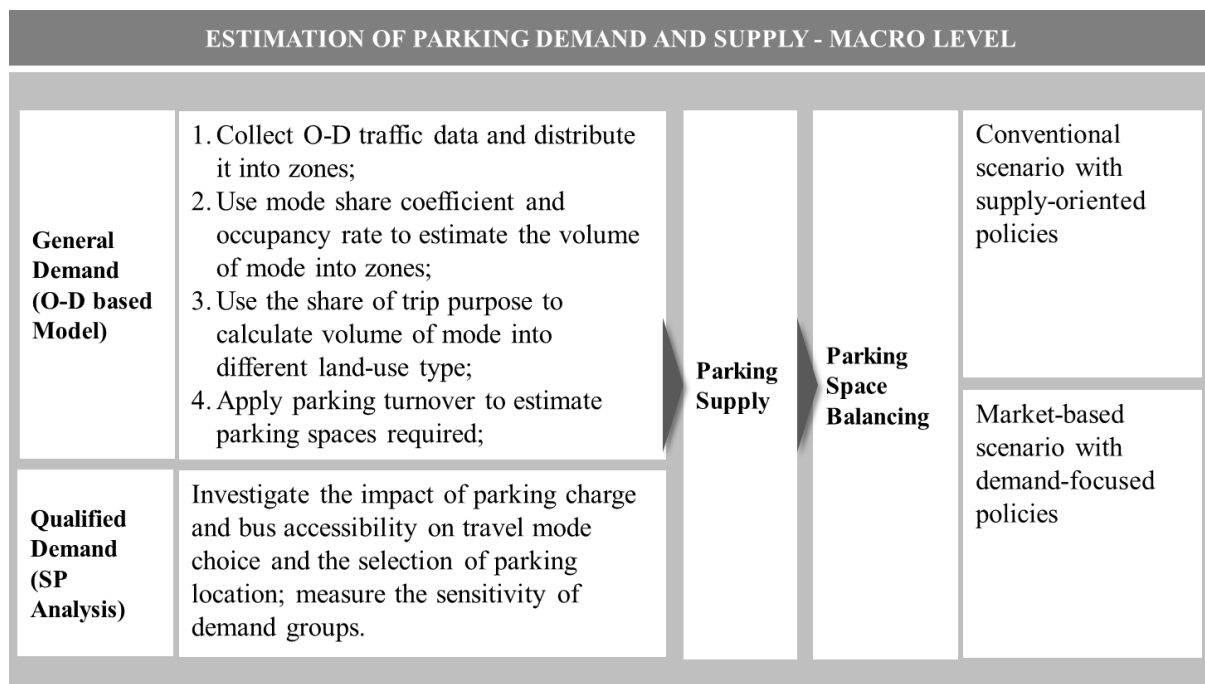 ESTIMATION OF PARKING DEMAND AND SUPPLY - MACRO LEVEL
General
Demand
(O-D based
Model)
1. Collect O-D traffic data and distribute
it into zones;
2. Use mode share coefficient and
occupancy rate to estimate the volume
of mode into zones;
3. Use the share of trip purpose to
calculate volume of mode into
different land-use type;
4. Apply parking turnover to estimate
parking spaces required;
Qualified
Demand
(SP
Analysis)
Investigate the impact of parking charge
and bus accessibility on travel mode
choice and the selection of parking
location; measure the sensitivity of
demand groups.
Parking
Supply
Parking
Space
Balancing
Conventional
scenario with
supply-oriented
policies
Market-based
scenario with
demand-focused
policies